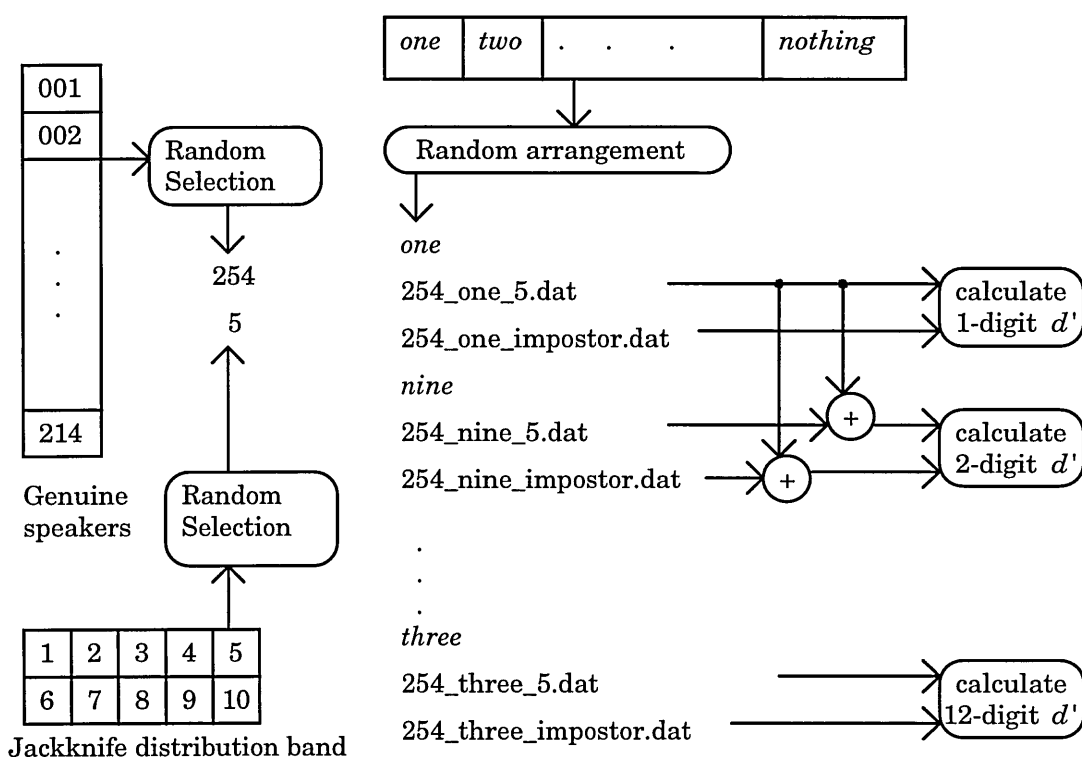 one two . . . nothing
001
002
.
.
.
214
Genuine
speakers
Random
Selection
254
5
Random
Selection
1 2 3 4 5
6 7 8 9 10
Jackknife distribution band
Random arrangement
one
254_one_5.dat
254_one_impostor.dat
calculate
1-digit d'
nine
254_nine_5.dat
254_nine_impostor.dat
+
+
calculate
2-digit d'
.
.
.
three
254_three_5.dat
254_three_impostor.dat
calculate
12-digit d'